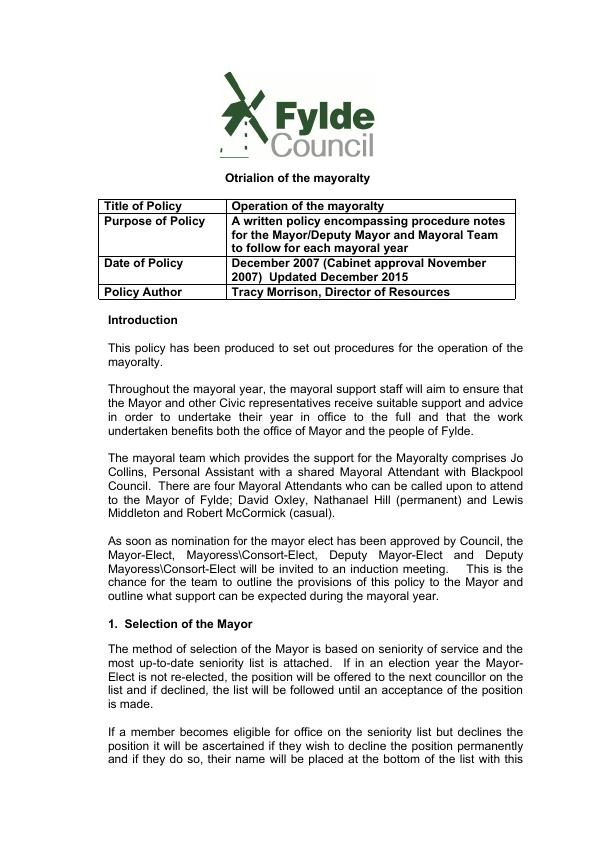 Fylde
Council
Otrialion of the mayoralty
Title of Policy Operation of the mayoralty
Purpose of Policy A written policy encompassing procedure notes
for the Mayor/Deputy Mayor and Mayoral Team
to follow for each mayoral year
Date of Policy December 2007 (Cabinet approval November
2007) Updated December 2015
Policy Author Tracy Morrison, Director of Resources
Introduction
This policy has been produced to set out procedures for the operation of the
mayoralty.
Throughout the mayoral year, the mayoral support staff will aim to ensure that
the Mayor and other Civic representatives receive suitable support and advice
in order to undertake their year in office to the full and that the work
undertaken benefits both the office of Mayor and the people of Fylde.
The mayoral team which provides the support for the Mayoralty comprises Jo
Collins, Personal Assistant with a shared Mayoral Attendant with Blackpool
Council. There are four Mayoral Attendants who can be called upon to attend
to the Mayor of Fylde; David Oxley, Nathanael Hill (permanent) and Lewis
Middleton and Robert McCormick (casual).
As soon as nomination for the mayor elect has been approved by Council, the
Mayor-Elect, Mayoress\Consort-Elect, Deputy Mayor-Elect and Deputy
Mayoress\Consort-Elect will be invited to an induction meeting. This is the
chance for the team to outline the provisions of this policy to the Mayor and
outline what support can be expected during the mayoral year.
1. Selection of the Mayor
The method of selection of the Mayor is based on seniority of service and the
most up-to-date seniority list is attached. If in an election year the Mayor-
Elect is not re-elected, the position will be offered to the next councillor on the
list and if declined, the list will be followed until an acceptance of the position
is made.
If a member becomes eligible for office on the seniority list but declines the
position it will be ascertained if they wish to decline the position permanently
and if they do so, their name will be placed at the bottom of the list with this